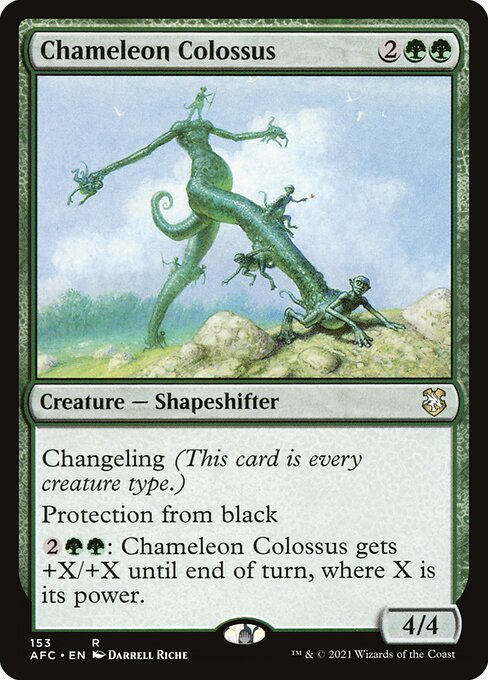 Chameleon Colossus 2
Creature — Shapeshifter
Changeling (This card is every
creature type.)
Protection from black
2: Chameleon Colossus gets
+X/+X until end of turn, where X is
its power.
4/4
153 R
AFC • EN Darrell Riche
™ & © 2021 Wizards of the Coast